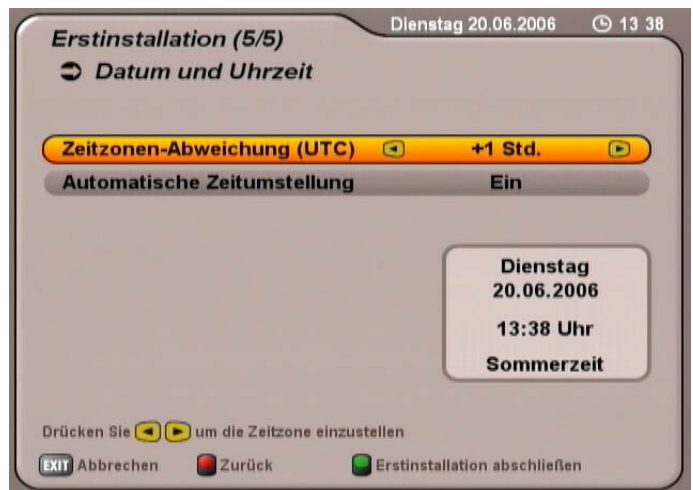 Erstinstallation (5/5)
Dienstag 20.06.2006 13 38
Datum und Uhrzeit
Zeitzonen-Abweichung (UTC) +1 Std.
Automatische Zeitumstellung Ein
Dienstag
20.06.2006
13:38 Uhr
Sommerzeit
Drücken Sie um die Zeitzone einzustellen
EXIT Abbrechen Zurück Erstinstallation abschließen